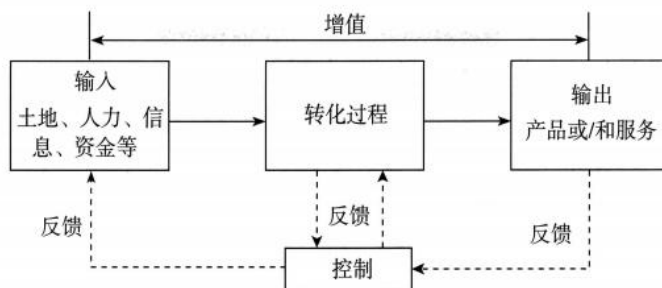 增值
输入
土地、人力、信
息、资金等
转化过程
输出
产品或/和服务
反馈
反馈
反馈
控制